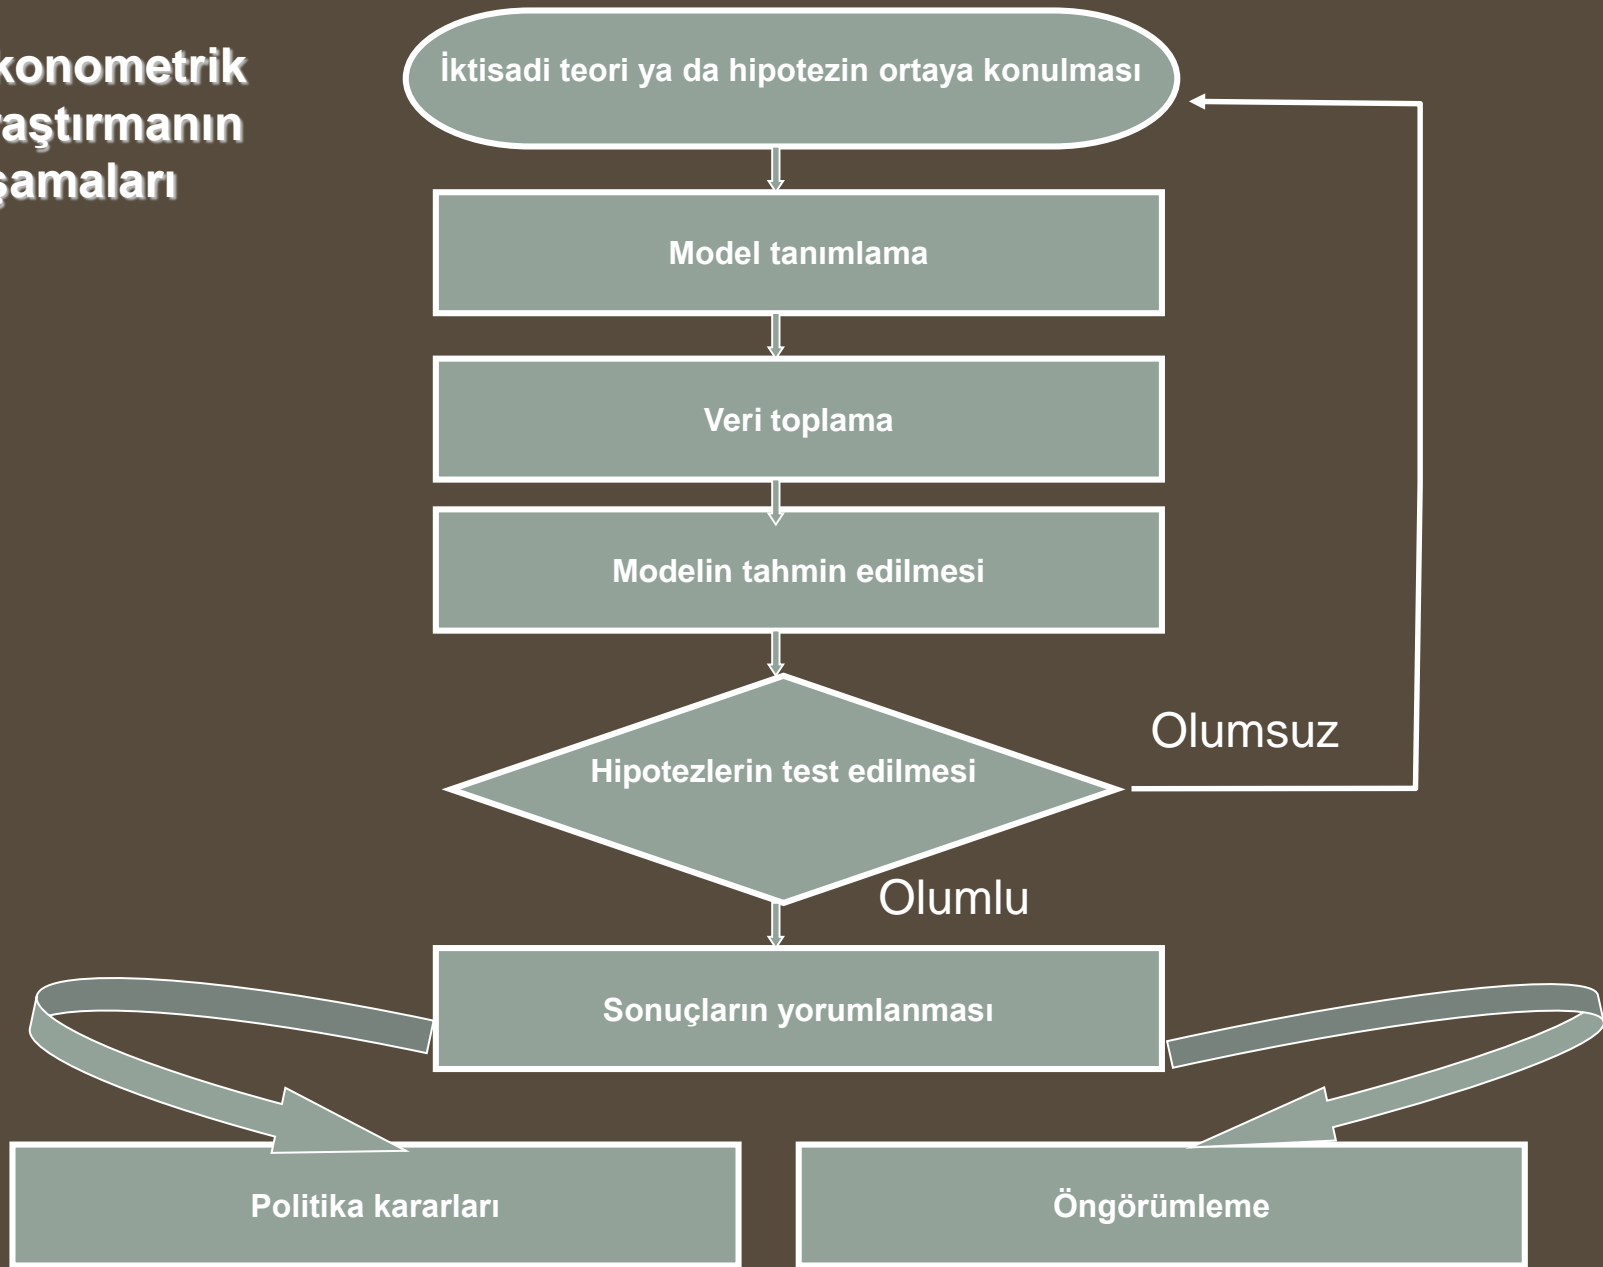 konometrik
raştırmanın
şamaları
İktisadi teori ya da hipotezin ortaya konulması
Model tanımlama
Veri toplama
Modelin tahmin edilmesi
Hipotezlerin test edilmesi
Olumsuz
Olumlu
Sonuçların yorumlanması
Politika kararları
Öngörümleme